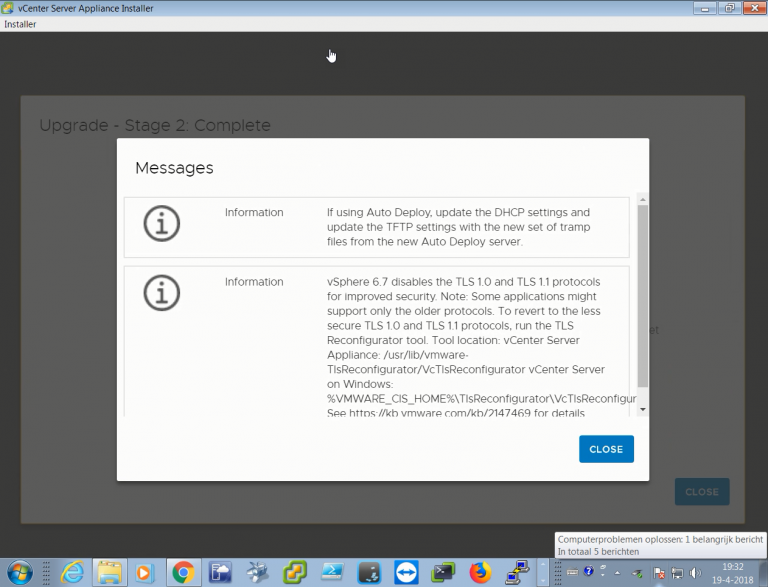 vCenter Server Appliance Installer
Installer
Upgrade - Stage 2: Complete
Messages
Information
If using Auto Deploy, update the DHCP settings and
update the TFTP settings with the new set of tramp
files from the new Auto Deploy server.
Information
vSphere 6.7 disables the TLS 1.0 and TLS 1.1 protocols
for improved security. Note: Some applications might
support only the older protocols. To revert to the less
secure TLS 1.0 and TLS 1.1 protocols, run the TLS
Reconfigurator tool. Tool location: vCenter Server
Appliance: /usr/lib/vmware-
TlsReconfigurator/VcTlsReconfigurator vCenter Server
on Windows:
%VMWARE_CIS_HOME%\TlsReconfigurator\VcTlsReconfigur
See https://kb.vmware.com/kb/2147469 for details
et
CLOSE
CLOSE
Computerproblemen oplossen: 1 belangrijk bericht
In totaal 5 berichten
19:32
19-4-2018